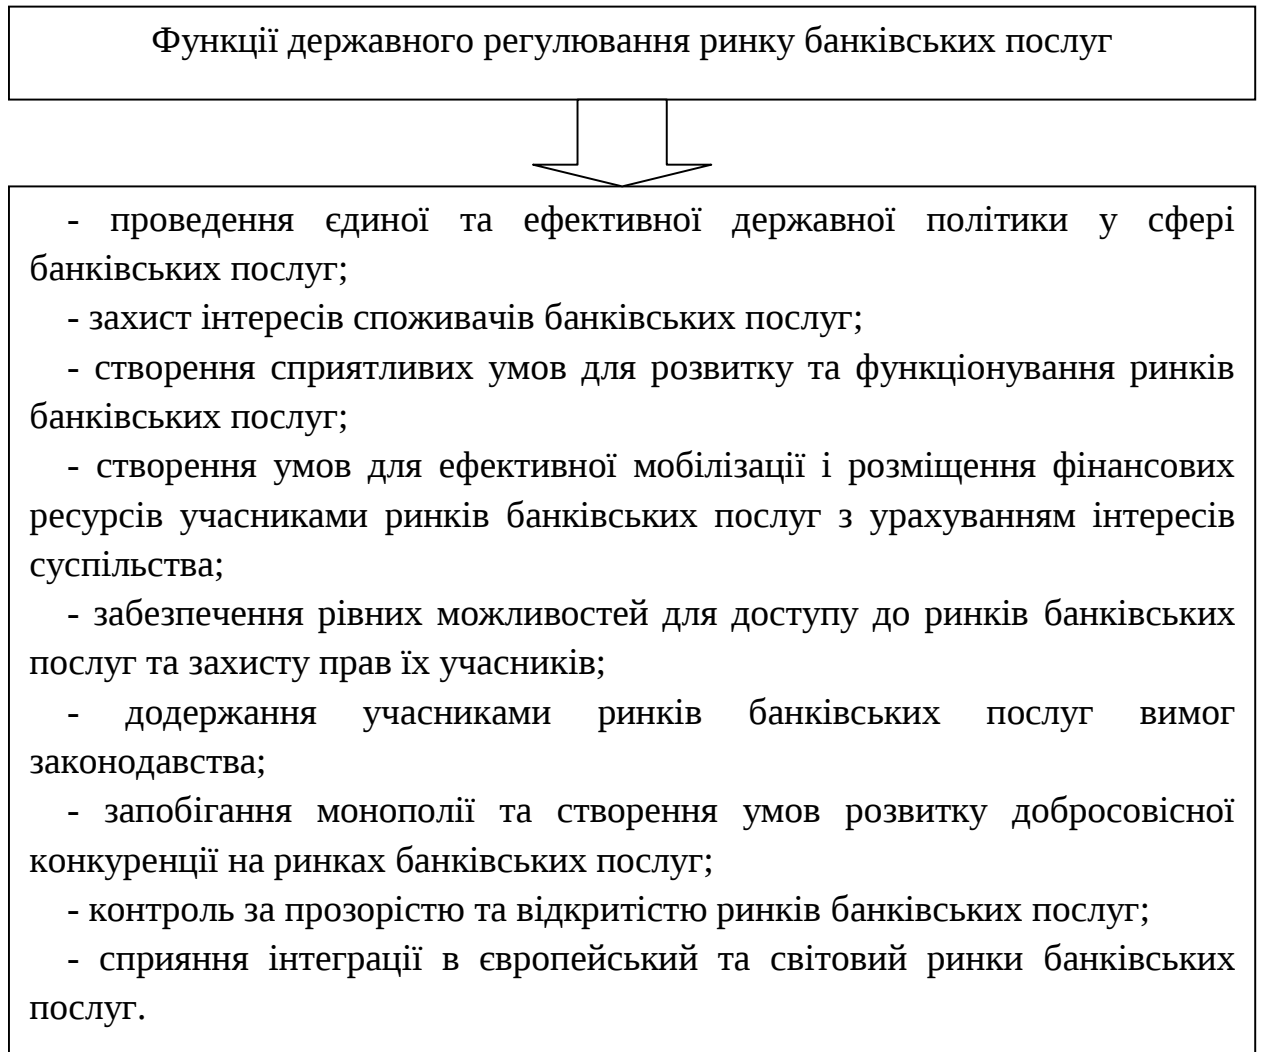 Функції державного регулювання ринку банківських послуг
- проведення єдиної та ефективної державної політики у сфері
банківських послуг;
- захист інтересів споживачів банківських послуг;
- створення сприятливих умов для розвитку та функціонування ринків
банківських послуг;
- створення умов для ефективної мобілізації і розміщення фінансових
ресурсів учасниками ринків банківських послуг з урахуванням інтересів
суспільства;
- забезпечення рівних можливостей для доступу до ринків банківських
послуг та захисту прав їх учасників;
- додержання учасниками ринків банківських послуг вимог
законодавства;
- запобігання монополії та створення умов розвитку добросовісної
конкуренції на ринках банківських послуг;
- контроль за прозорістю та відкритістю ринків банківських послуг;
- сприяння інтеграції в європейський та світовий ринки банківських
послуг.